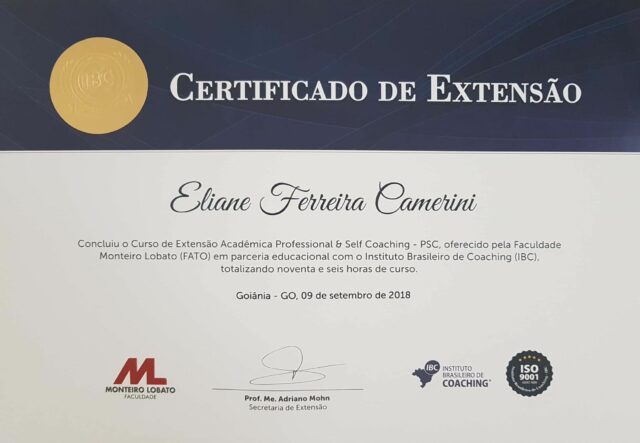 IBC
CERTIFICADO DE EXTENSÃO
Eliane Ferreira Camerini
Concluiu o Curso de Extensão Acadêmica Professional & Self Coaching - PSC, oferecido pela Faculdade
Monteiro Lobato (FATO) em parceria educacional com o Instituto Brasileiro de Coaching (IBC),
totalizando noventa e seis horas de curso.
Goiânia - GO, 09 de setembro de 2018
ML
MONTEIRO LOBATO
FACULDADE
Prof. Me. Adriano Mohn
Secretaria de Extensão
IBC
INSTITUTO
BRASILEIRO DE
COACHING
ISO
9001